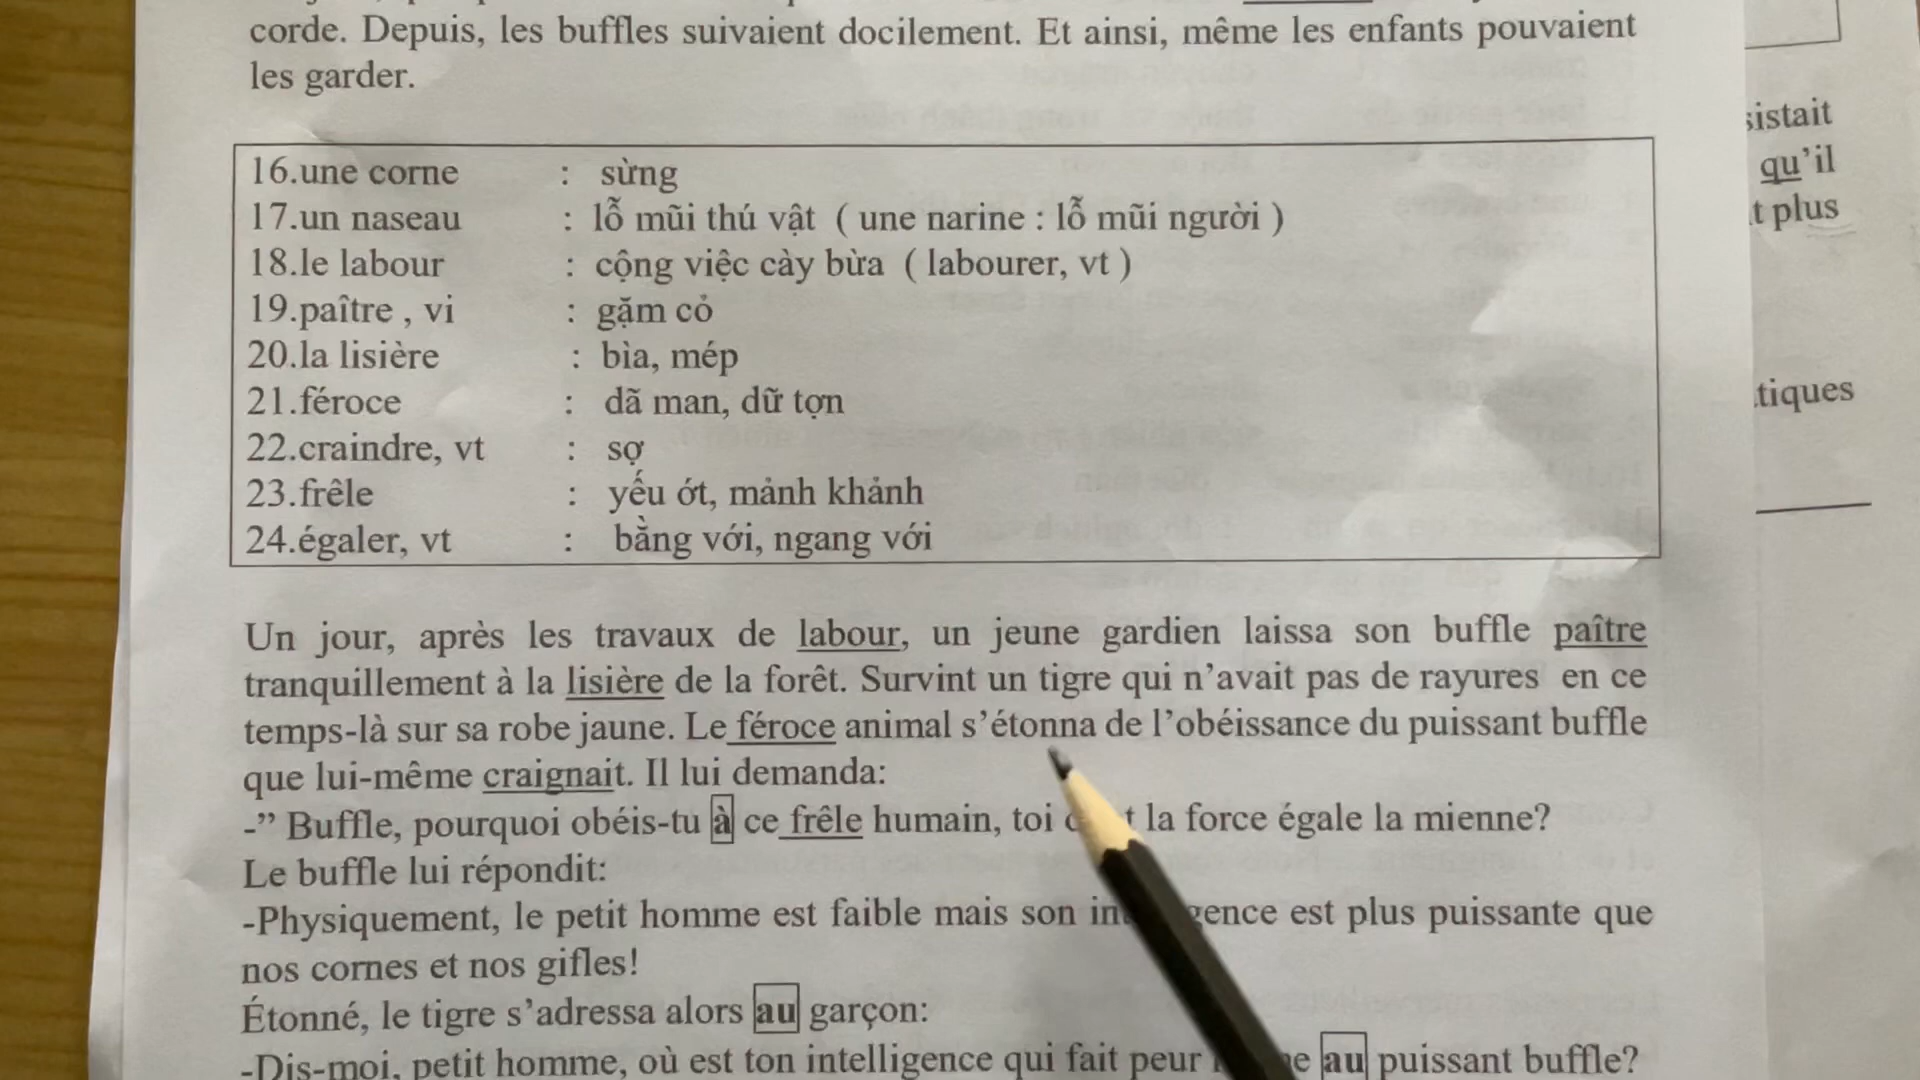 corde. Depuis, les buffles suivaient docilement. Et ainsi, même les enfants pouvaient
les garder.
16.une corne : sừng
17.un naseau : lỗ mũi thú vật ( une narine : lỗ mũi người )
18.le labour : cộng việc cày bừa ( labourer, vt )
19.paître , vi : gặm cỏ
20.la lisière : bìa, mép
21.féroce : dã man, dữ tợn
22.craindre, vt : sợ
23.frêle : yếu ớt, mảnh khảnh
24.égaler, vt : bằng với, ngang với
Un jour, après les travaux de labour, un jeune gardien laissa son buffle paître
tranquillement à la lisière de la forêt. Survint un tigre qui n’avait pas de rayures en ce
temps-là sur sa robe jaune. Le féroce animal s’étonna de l’obéissance du puissant buffle
que lui-même craignait. Il lui demanda:
-” Buffle, pourquoi obéis-tu à ce frêle humain, toi la force égale la mienne?
Le buffle lui répondit:
-Physiquement, le petit homme est faible mais son est plus puissante que
nos cornes et nos gifles!
Étonné, le tigre s’adressa alors au garçon:
-Dis-moi, petit homme, où est ton intelligence qui fait peur au puissant buffle?
sistait
qu’il
t plus
tiques